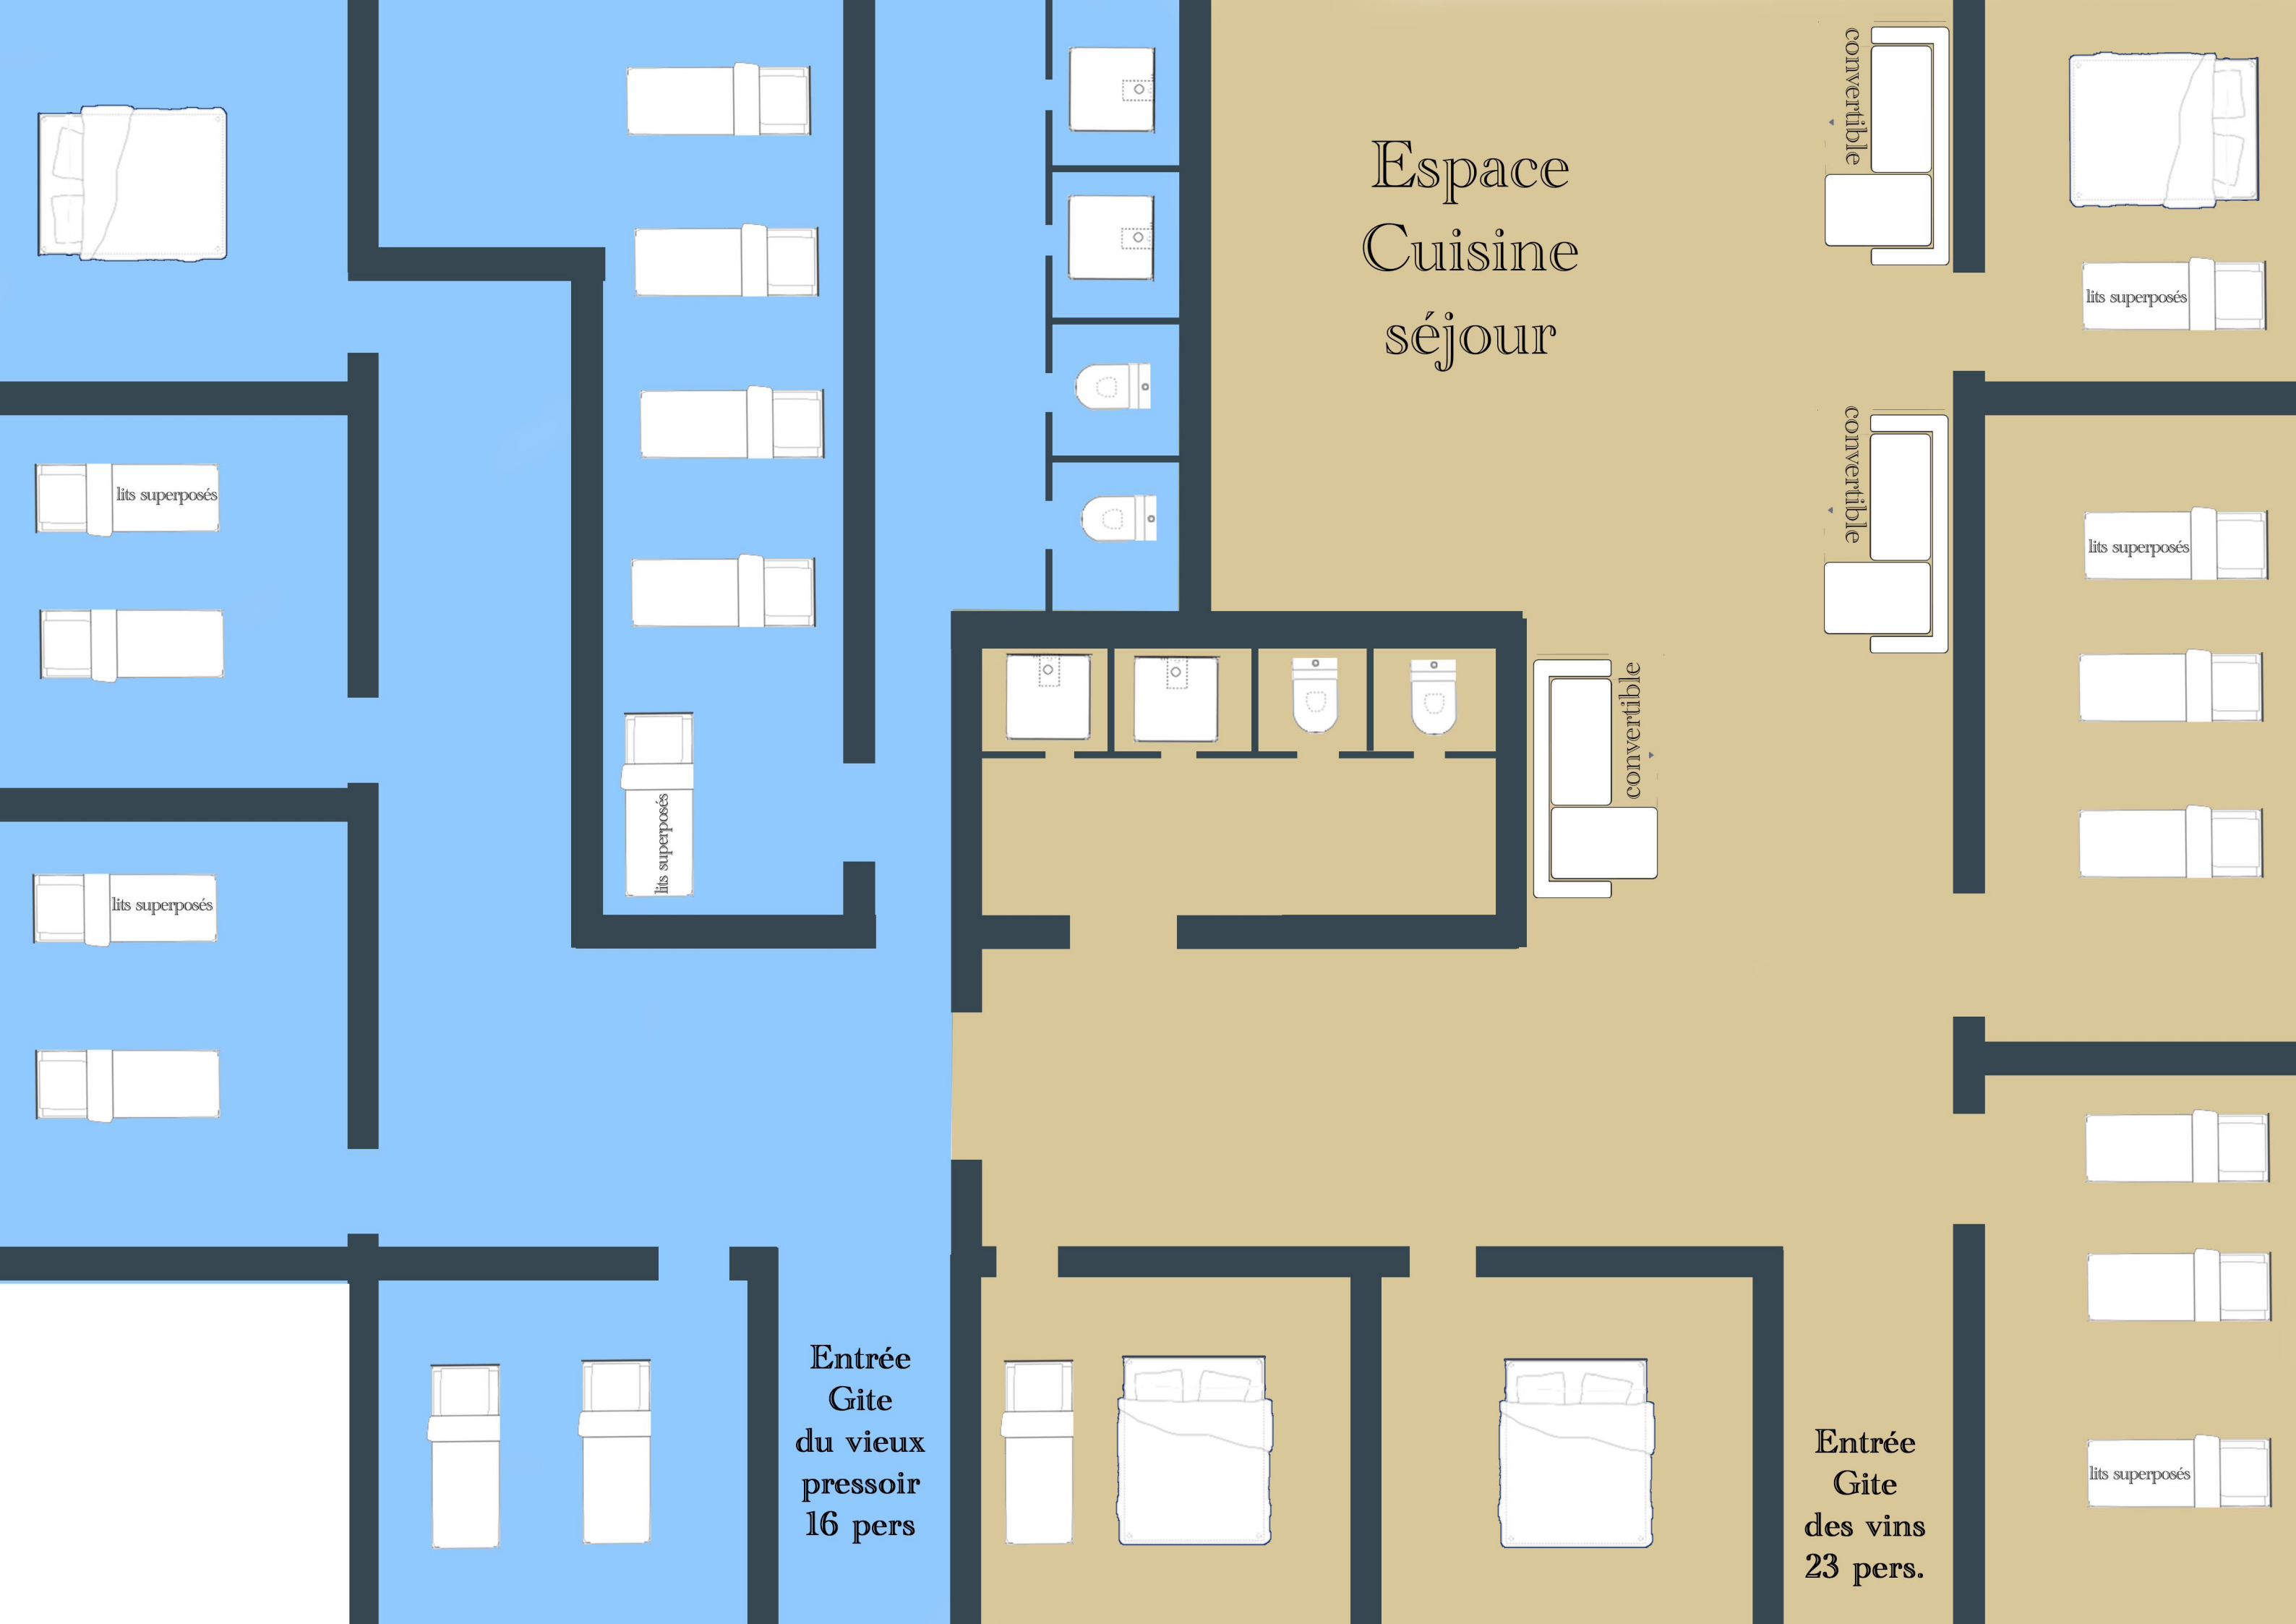 convertible
Espace
Cuisine
séjour
lits superposés
convertible
lits superposés
lits superposés
convertible
lits superposés
lits superposés
Entrée
Gite
du vieux
pressoir
16 pers
Entrée
Gite
des vins
23 pers.
lits superposés